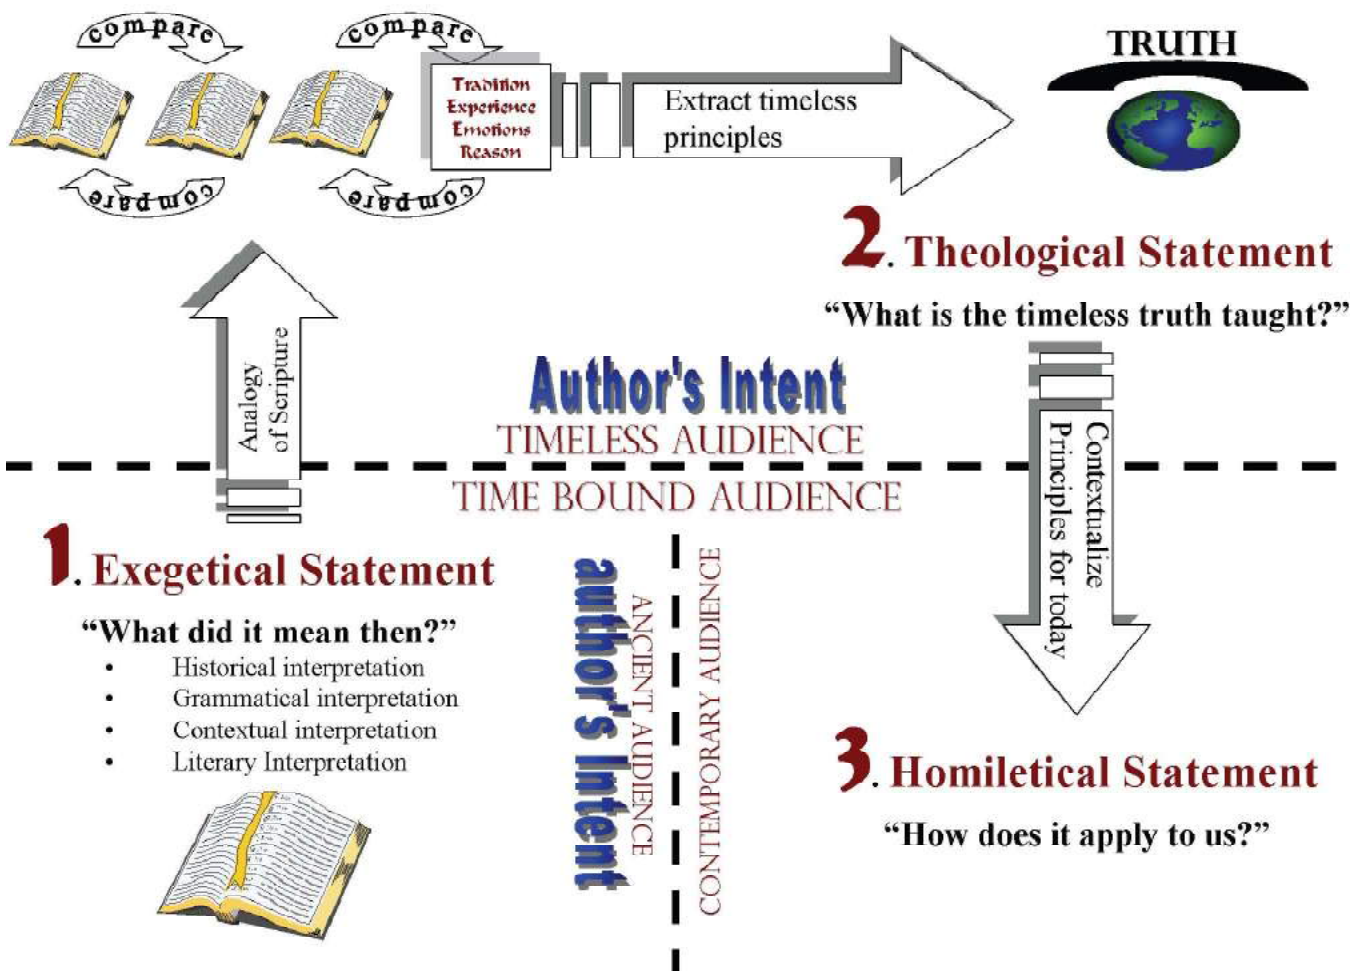 compare
compare
Tradition
Experience
Emotions
Reason
compare
compare
Extract timeless
principles
TRUTH
2. Theological Statement
“What is the timeless truth taught?”
Analogy
of Scripture
Author's Intent
TIMELESS AUDIENCE
TIME BOUND AUDIENCE
Contextualize
Principles for today
1. Exegetical Statement
“What did it mean then?”
• Historical interpretation
• Grammatical interpretation
• Contextual interpretation
• Literary Interpretation
author's Intent
ANCIENT AUDIENCE
CONTEMPORARY AUDIENCE
3. Homiletical Statement
“How does it apply to us?”